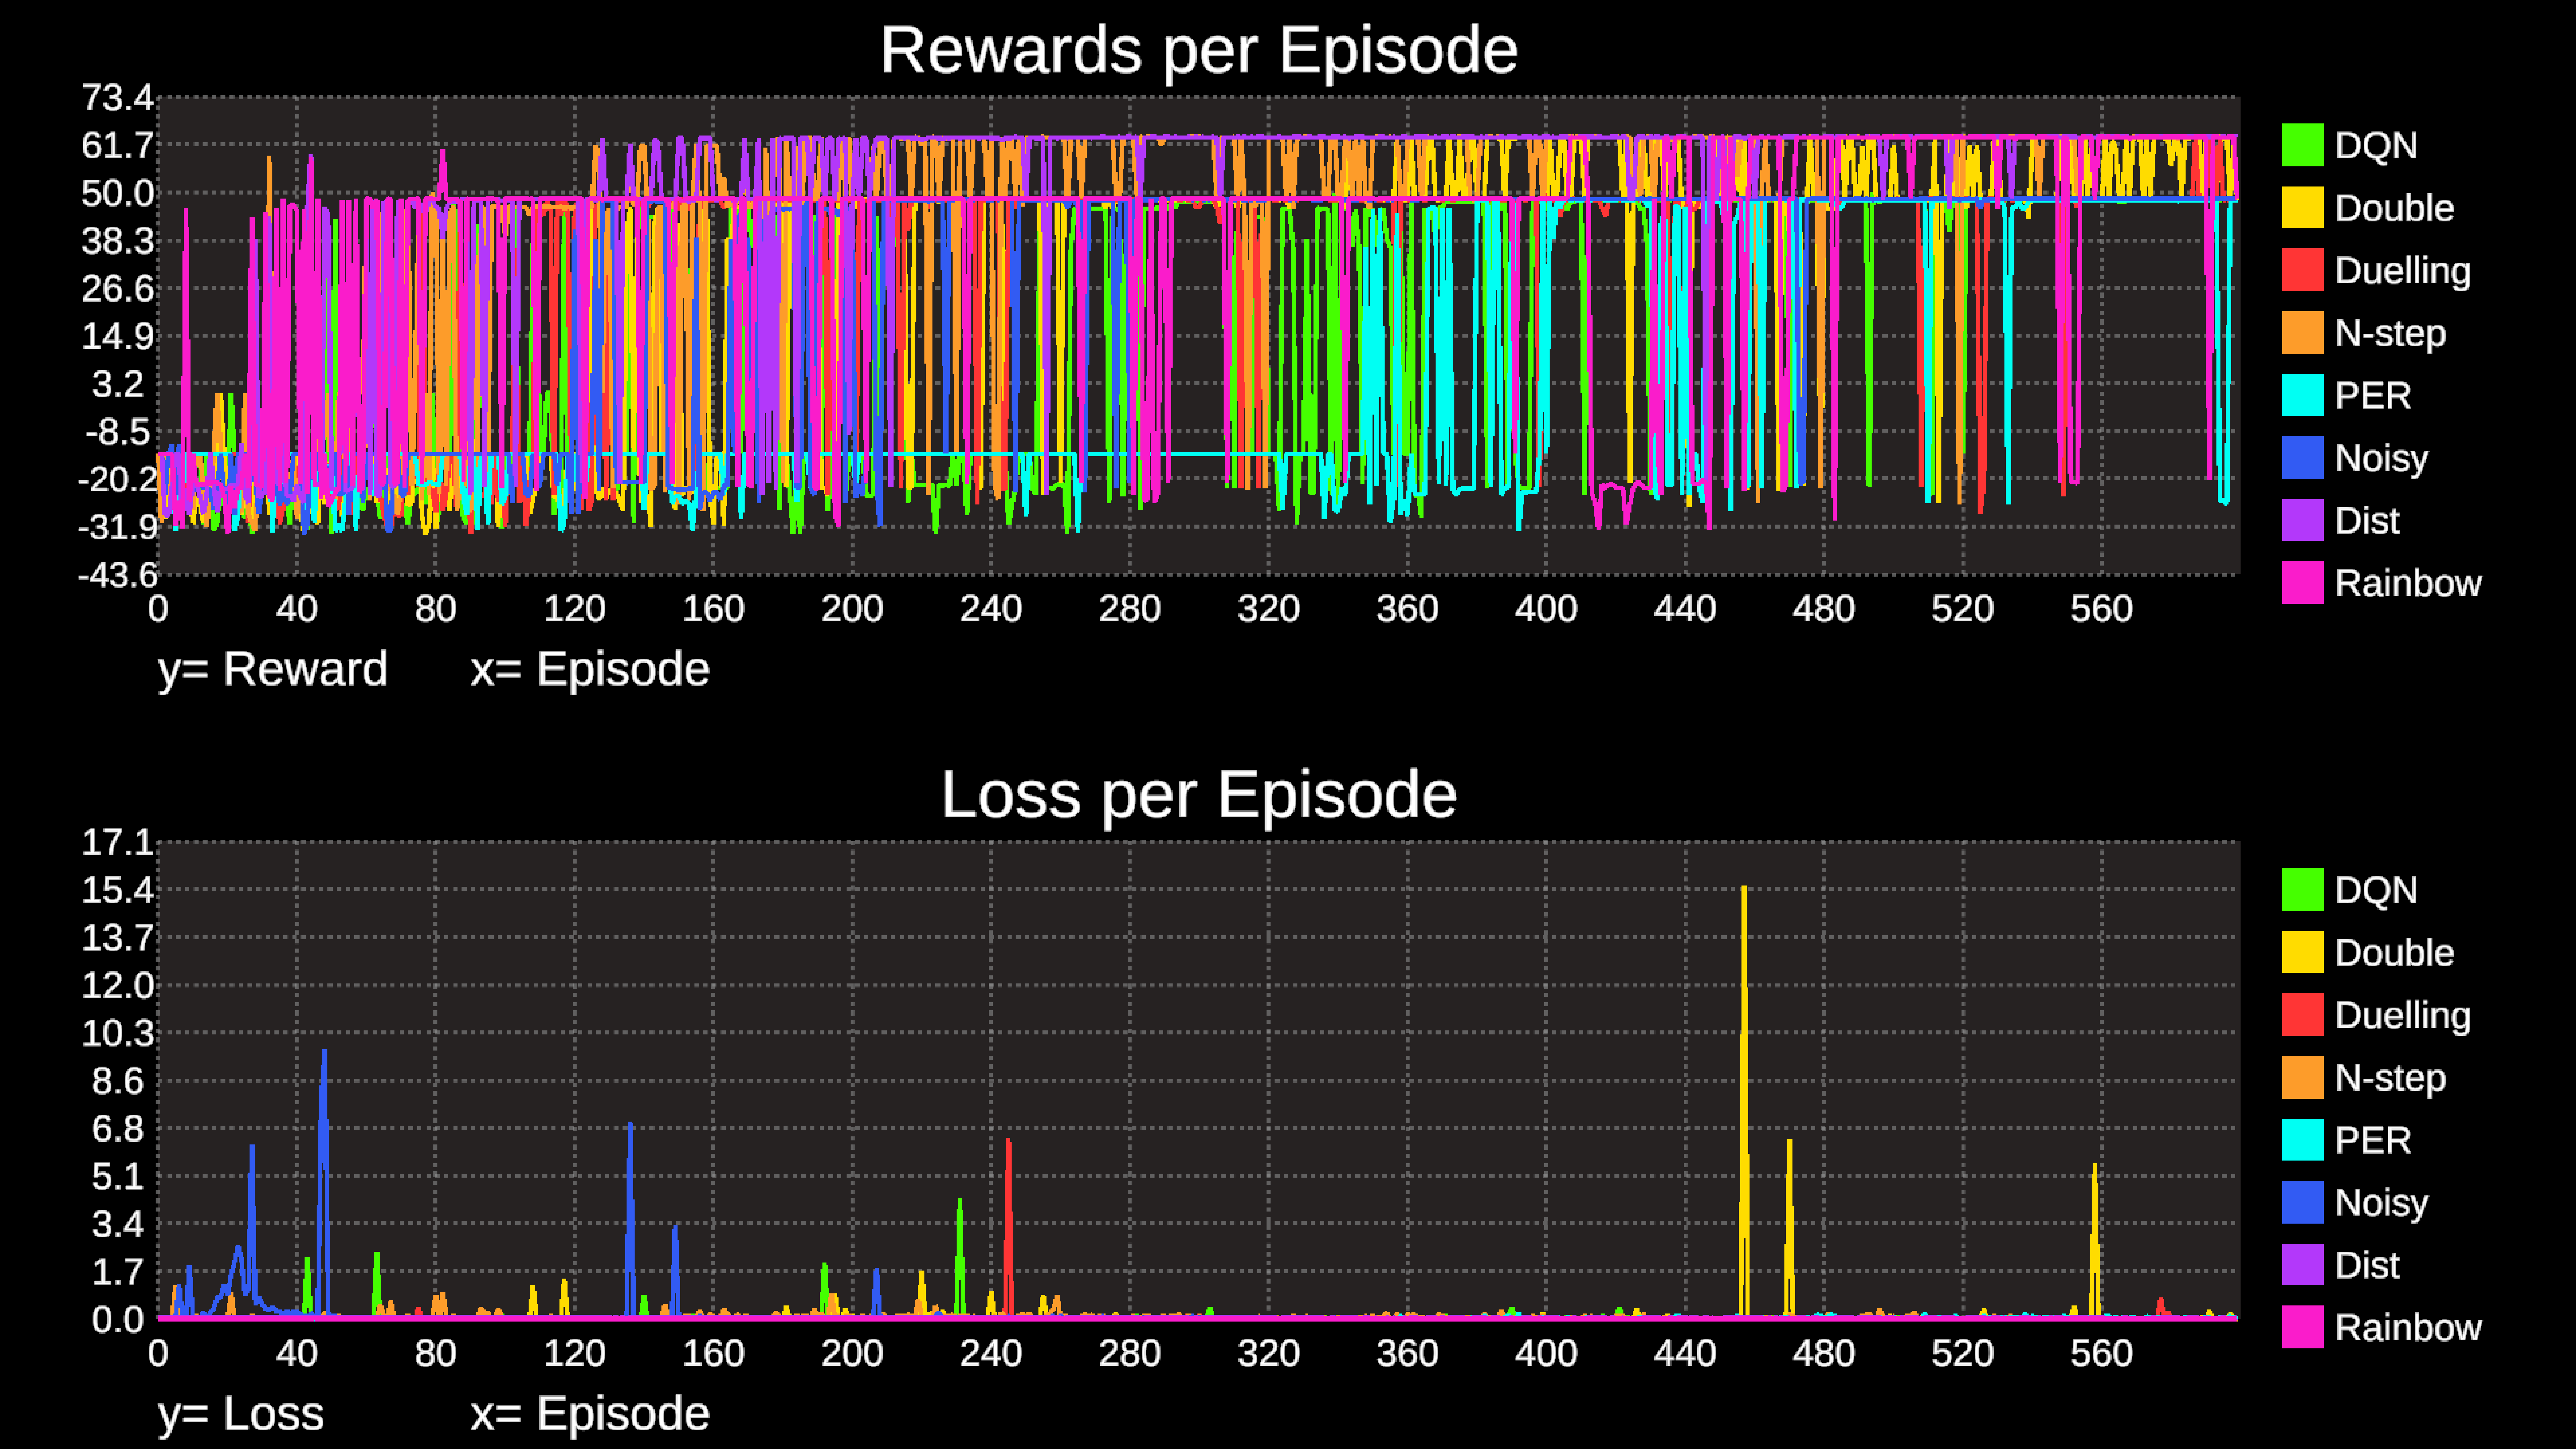 Rewards per Episode
73.4
61.7
50.0
38.3
26.6
14.9
3.2
-8.5
-20.2
-31.9
-43.6
0 40 80 120 160 200 240 280 320 360 400 440 480 520 560
y= Reward x= Episode
DQN
Double
Duelling
N-step
PER
Noisy
Dist
Rainbow
Loss per Episode
17.1
15.4
13.7
12.0
10.3
8.6
6.8
5.1
3.4
1.7
0.0
0 40 80 120 160 200 240 280 320 360 400 440 480 520 560
y= Loss x= Episode
DQN
Double
Duelling
N-step
PER
Noisy
Dist
Rainbow